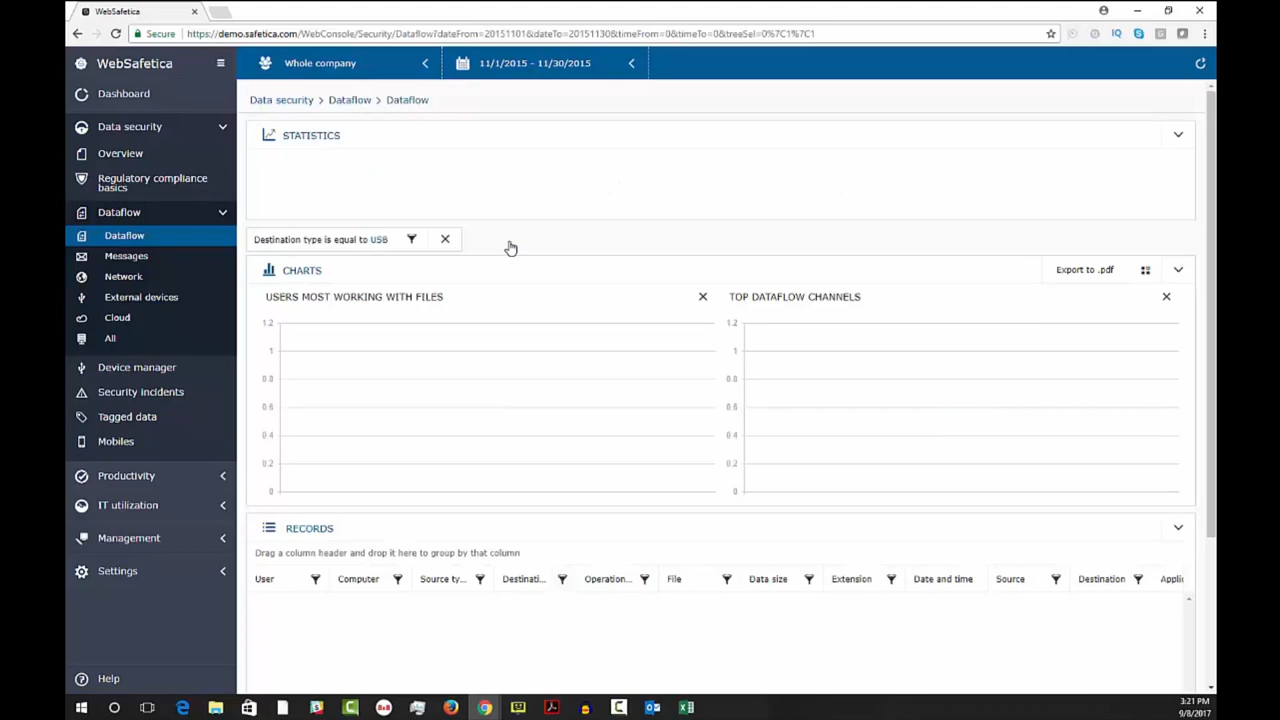 WebSafetica
Secure https://demo.safetica.com/WebConsole/Security/Dataflow?dateFrom=20151101&dateTo=20151130&timeFrom=0&timeTo=0&treeSel=0%7C1%7C1
WebSafetica
Whole company
11/1/2015 - 11/30/2015
Dashboard
Data security
Overview
Regulatory compliance
basics
Dataflow
Dataflow
Messages
Network
External devices
Cloud
All
Device manager
Security incidents
Tagged data
Mobiles
Productivity
IT utilization
Management
Settings
Help
Data security > Dataflow > Dataflow
STATISTICS
Destination type is equal to USB
CHARTS
Export to .pdf
USERS MOST WORKING WITH FILES
1.2
1
0.8
0.6
0.4
0.2
0
TOP DATAFLOW CHANNELS
1.2
1
0.8
0.6
0.4
0.2
0
RECORDS
Drag a column header and drop it here to group by that column
User Computer Source ty... Destinati... Operation... File Data size Extension Date and time Source Destination Applic
3:21 PM
9/8/2017